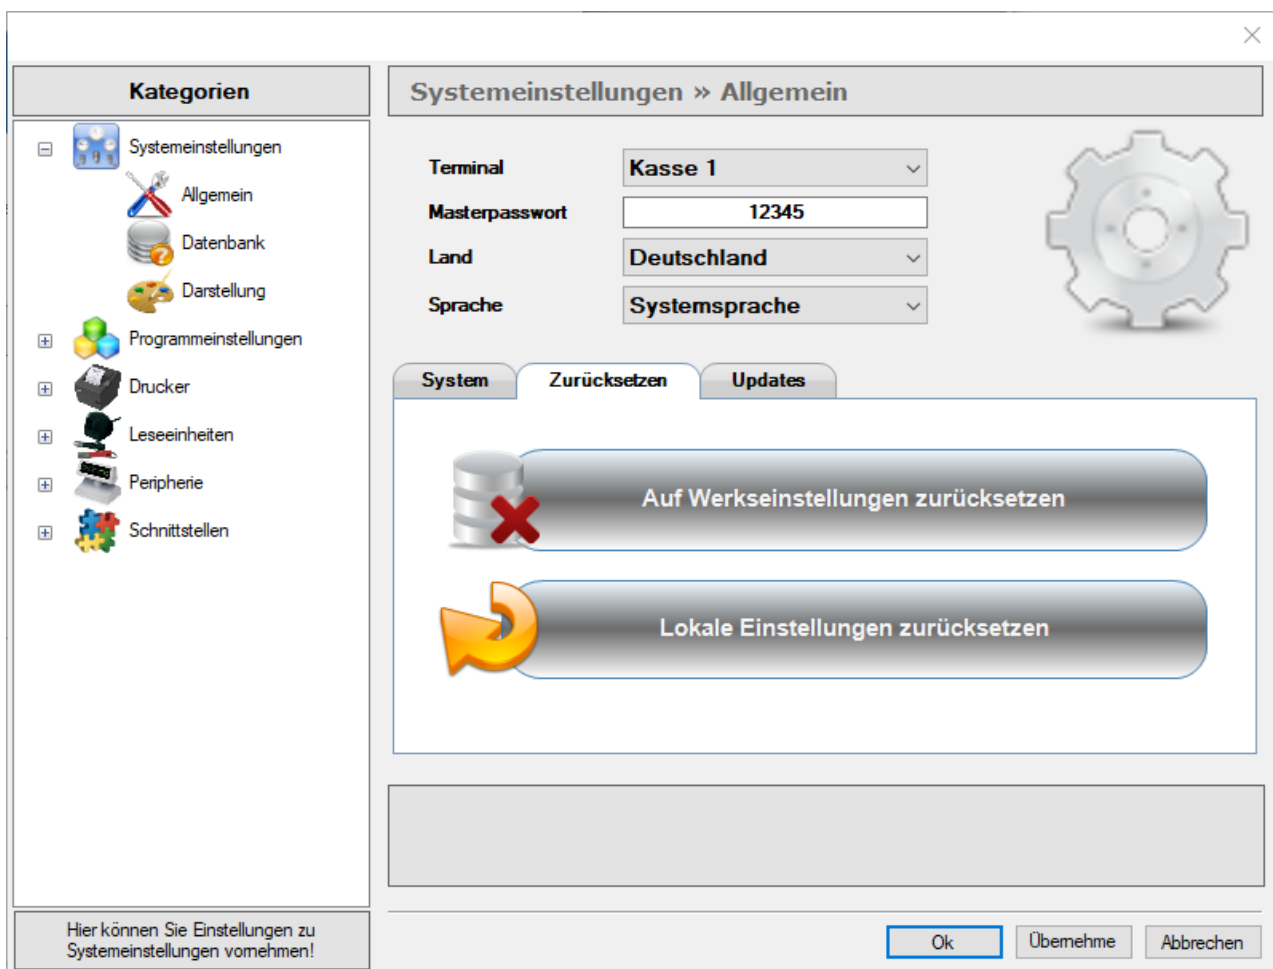 Kategorien
Systemeinstellungen
Allgemein
Datenbank
Darstellung
Programmeinstellungen
Drucker
Leseeinheiten
Peripherie
Schnittstellen
Hier können Sie Einstellungen zu
Systemeinstellungen vornehmen!
Systemeinstellungen » Allgemein
Terminal Kasse 1
Masterpasswort 12345
Land Deutschland
Sprache Systemsprache
System Zurücksetzen Updates
Auf Werkseinstellungen zurücksetzen
Lokale Einstellungen zurücksetzen
Ok Übernehme Abbrechen